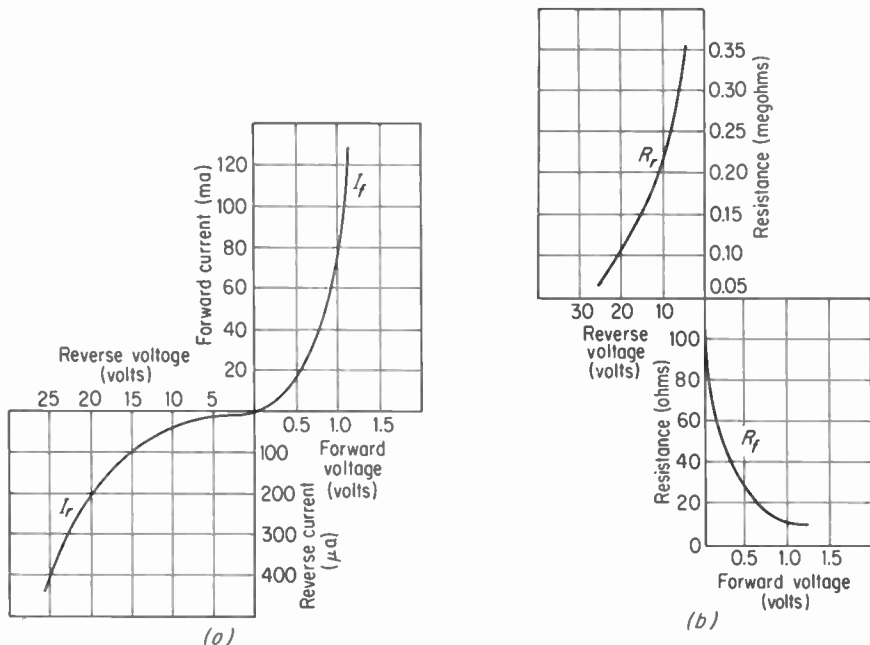 120
100
80
60
40
20
Forward current (ma)
I_f
0.5 1.0 1.5
Forward
voltage
(volts)
Reverse voltage
(volts)
25 20 15 10 5
I_r
100
200
300
400
Reverse current
(μa)
(a)
0.35
0.30
0.25
0.20
0.15
0.10
0.05
Resistance (megohms)
R_r
30 20 10
Reverse
voltage
(volts)
100
80
60
40
20
0
Resistance (ohms)
R_f
0.5 1.0 1.5
Forward voltage
(volts)
(b)